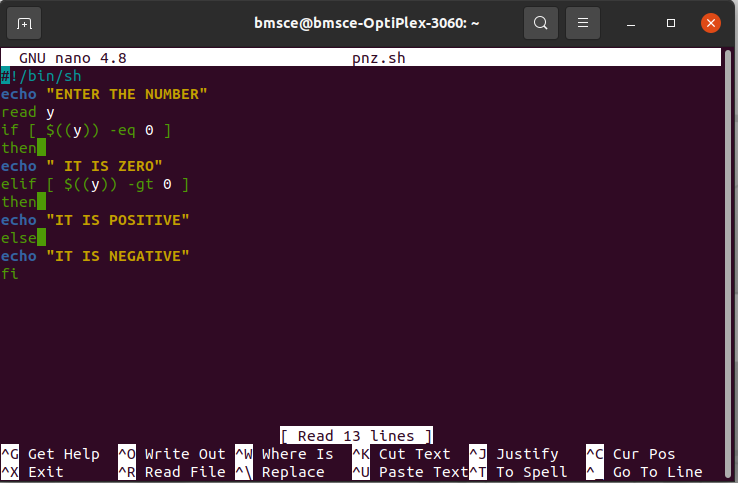 bmsce@bmsce-OptiPlex-3060: ~
GNU nano 4.8 pnz.sh
#!/bin/sh
echo "ENTER THE NUMBER"
read y
if [ $((y)) -eq 0 ]
then
echo " IT IS ZERO"
elif [ $((y)) -gt 0 ]
then
echo "IT IS POSITIVE"
else
echo "IT IS NEGATIVE"
fi
[ Read 13 lines ]
^G Get Help ^O Write Out ^W Where Is ^K Cut Text ^J Justify ^C Cur Pos
^X Exit ^R Read File ^\ Replace ^U Paste Text ^T To Spell ^_ Go To Line